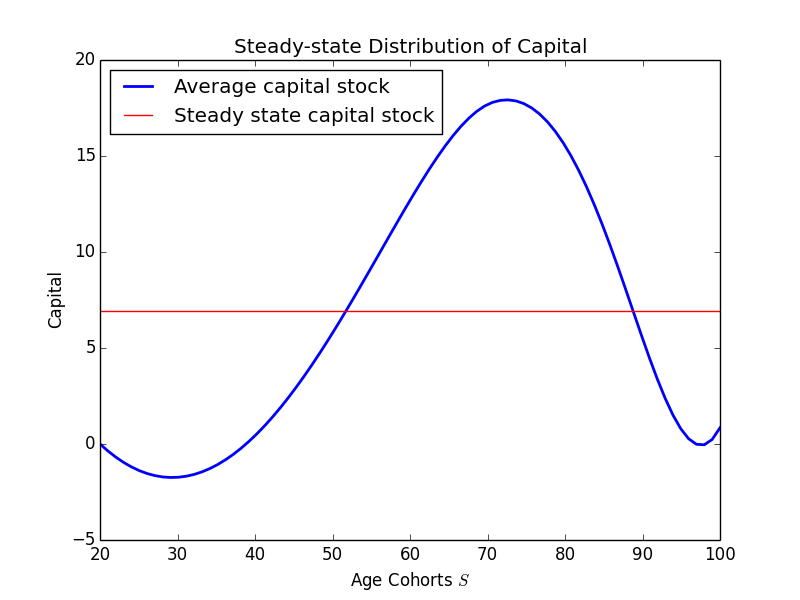 Steady-state Distribution of Capital
Average capital stock
Steady state capital stock
20
15
10
5
0
−5
Capital
20 30 40 50 60 70 80 90 100
Age Cohorts S